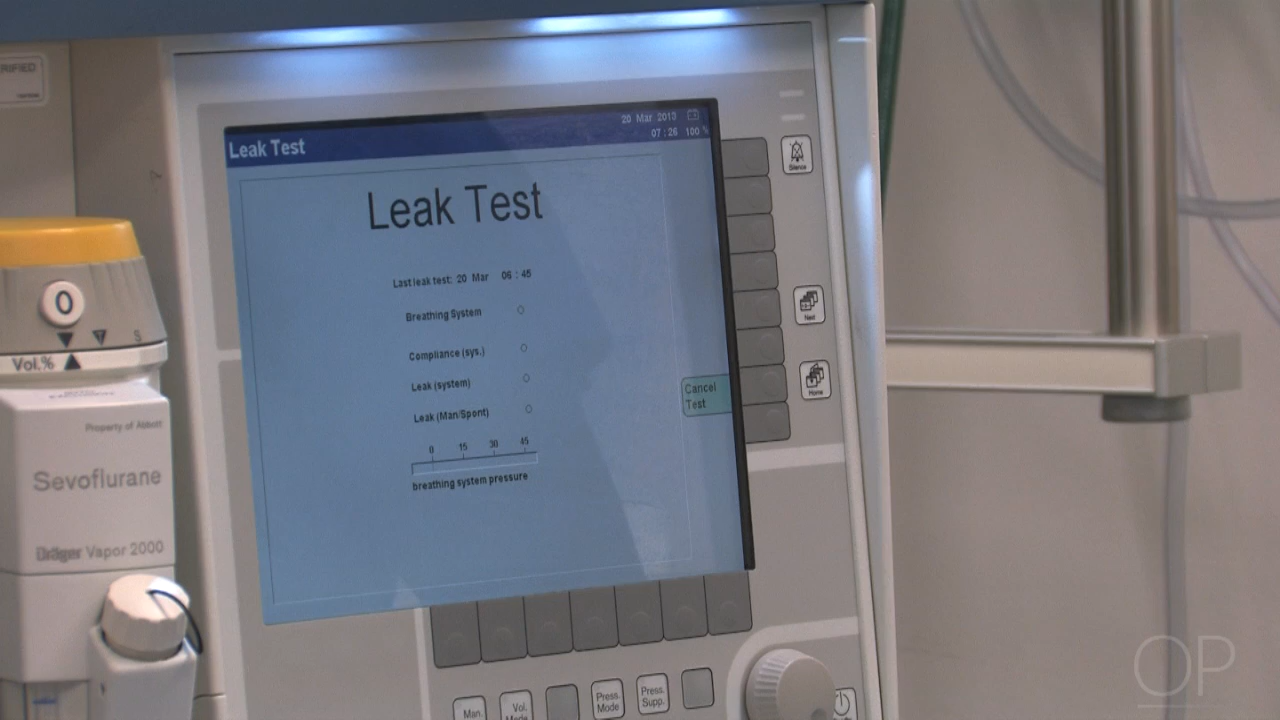 RIFIED
20 Mar 2010
07:26 100 %
Leak Test
Leak Test
Last leak test: 20 Mar 06:45
Breathing System
Compliance (sys.)
Leak (system)
Leak (Man/Spont)
0 15 30 45
breathing system pressure
Cancel
Test
Silence
Next
Home
0
S
Vol.%
Property of Abbott
Sevoflurane
Dräger Vapor 2000
Man.
Vol.
Mode
Press.
Mode
Press.
Supp.
OP